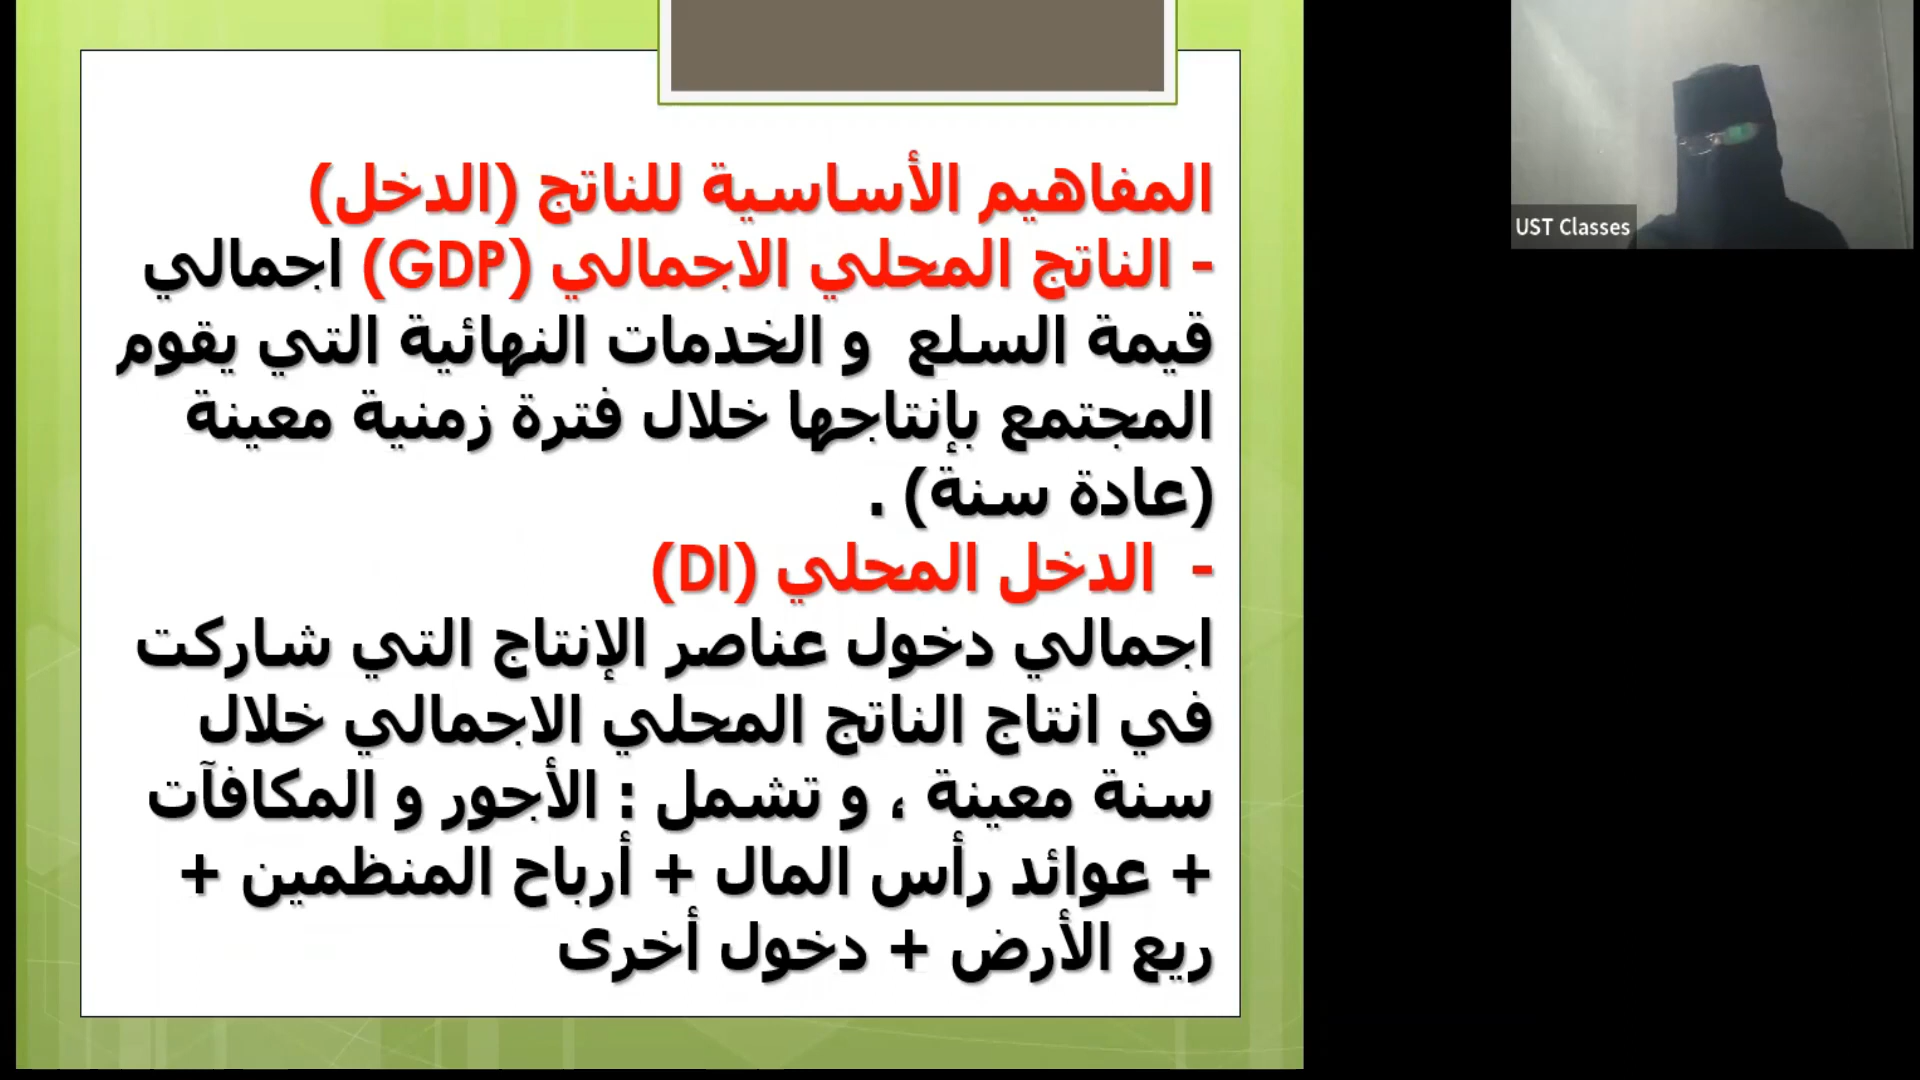 المفاهيم الأساسية للناتج (الدخل)
- الناتج المحلي الاجمالي (GDP) اجمالي
قيمة السلع و الخدمات النهائية التي يقوم
المجتمع بإنتاجها خلال فترة زمنية معينة
(عادة سنة) .
- الدخل المحلي (DI)
اجمالي دخول عناصر الإنتاج التي شاركت
في انتاج الناتج المحلي الاجمالي خلال
سنة معينة ، و تشمل : الأجور و المكافآت
+ عوائد رأس المال + أرباح المنظمين +
ريع الأرض + دخول أخرى
UST Classes